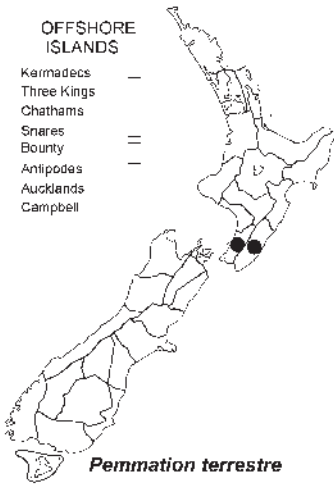 OFFSHORE
ISLANDS
Kermadecs
Three Kings
Chathams
Snares
Bounty
Antipodes
Aucklands
Campbell
Pemmation terrestre